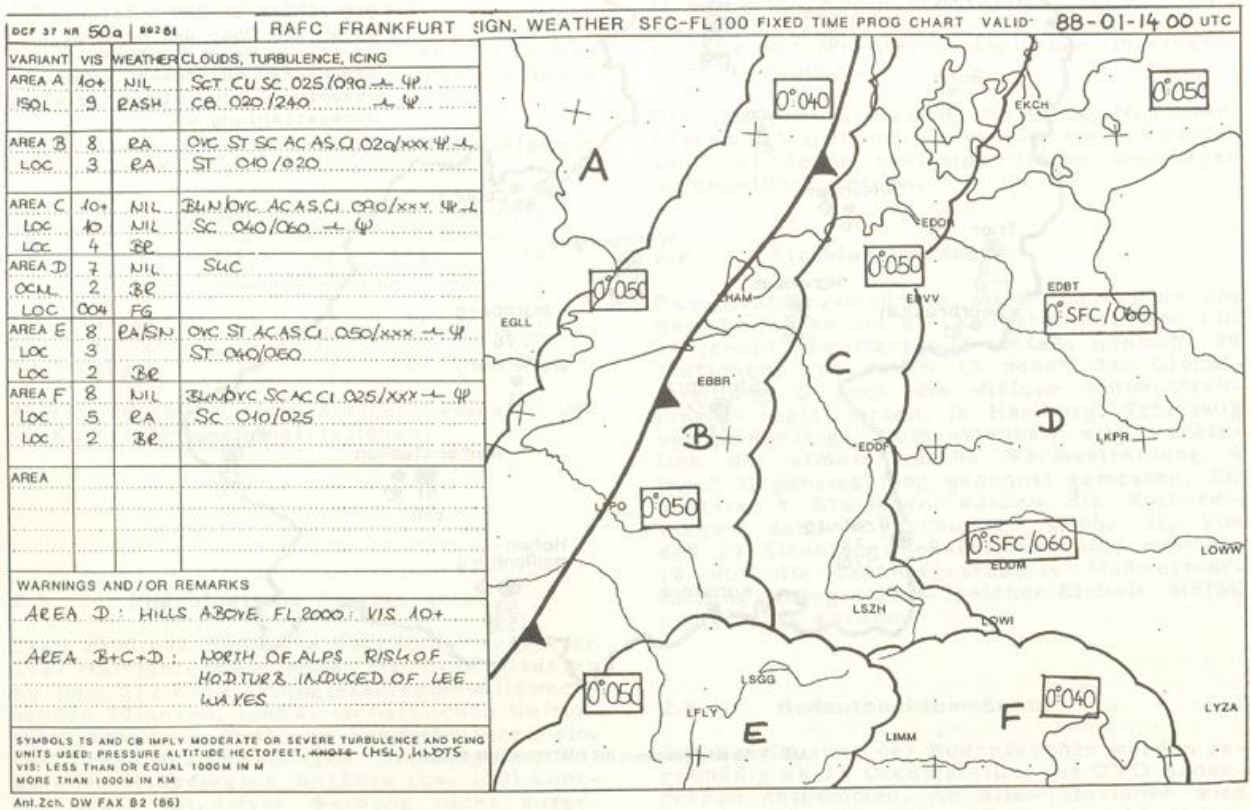 DCF 37 NR 50a 99281 RAFC FRANKFURT SIGN. WEATHER SFC-FL100 FIXED TIME PROG CHART VALID 88-01-14 00 UTC
VARIANT VIS WEATHER CLOUDS, TURBULENCE, ICING
AREA A 10+ NIL SCT CU SC 025/090
ISOL 9 RASH CB 020/240
AREA B 8 RA OVC ST SC AC AS CI 020/XXX
LOC 3 RA ST 010/020
AREA C 10+ NIL BKN/OVC AC AS CI 090/XXX
LOC 10 NIL SC 040/060
LOC 4 BR
AREA D 7 NIL SKC
OCNL 2 BR
LOC 004 FG
AREA E 8 RA/SN OVC ST AC AS CI 050/XXX
LOC 3 ST 040/060
LOC 2 BR
AREA F 8 NIL BKN/OVC SC AC CI 025/XXX
LOC 5 RA SC 010/025
LOC 2 BR
AREA
WARNINGS AND/OR REMARKS
AREA D: HILLS ABOVE FL 2000: VIS 10+
AREA B+C+D: NORTH OF ALPS RISK OF
MOD TURB INDUCED OF LEE
WAVES
SYMBOLS TS AND CB IMPLY MODERATE OR SEVERE TURBULENCE AND ICING
UNITS USED: PRESSURE ALTITUDE HECTOFEET, KNOTS (MSL), KNOTS
VIS: LESS THAN OR EQUAL 1000M IN M
MORE THAN 1000M IN KM
Anl.Zch. DW FAX B2 (86)
0°:040
0°:050
EKCH
A
EDDH
0°:050
0°:050
EHAM
EDVV
EDBT
0°:SFC/060
EGLL
C
EBBR
B
D
EDDF
LKPR
LFPO
0°:050
0°:SFC/060
EDDM
LOWW
LSZH
LOWI
0°:050
LSGG
LFLY
E
LIMM
F
0°:040
LYZA